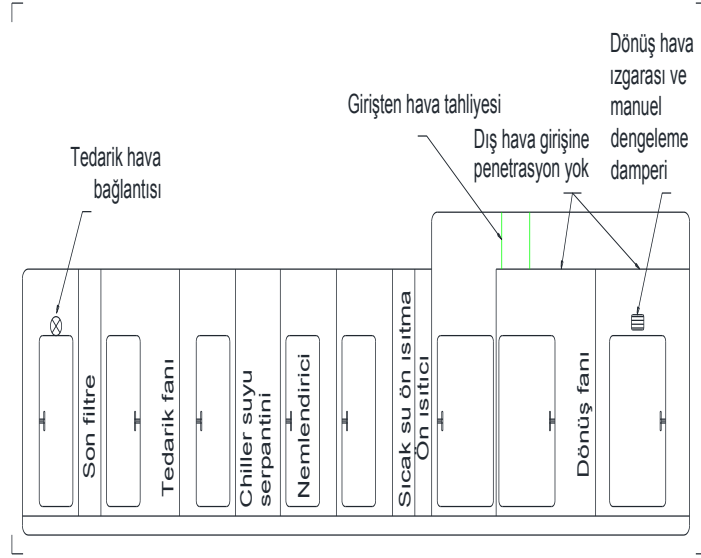 Dönüş hava
ızgarası ve
manuel
dengeleme
damperi
Girişten hava tahliyesi
Dış hava girişine
penetrasyon yok
Tedarik hava
bağlantısı
Son filtre
Tedarik fanı
Chiller suyu
serpantini
Nemlendirici
Sıcak su ön ısıtma
Ön ısıtıcı
Dönüş fanı